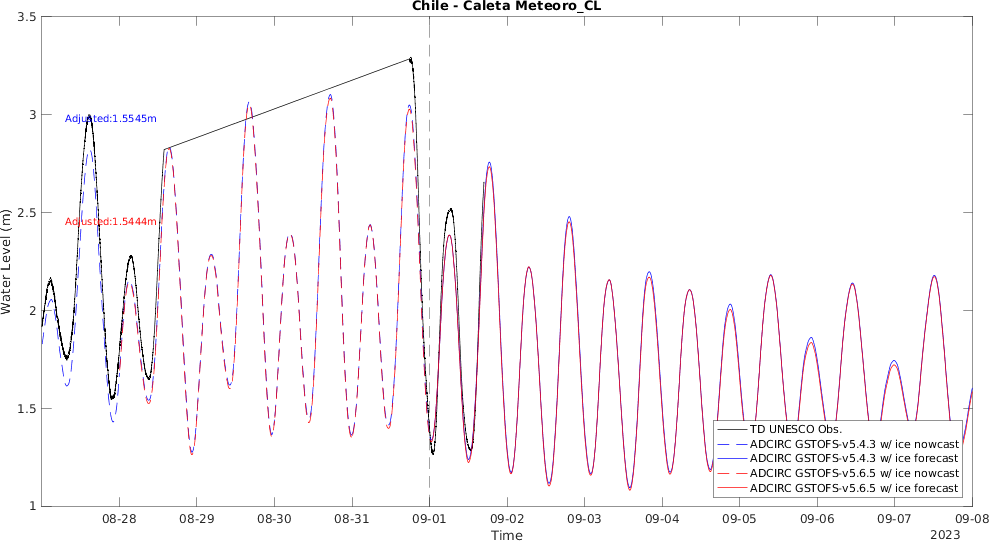 Chile - Caleta Meteoro_CL
3.5
3
2.5
2
1.5
1
Water Level (m)
Adjusted:1.5545m
Adjusted:1.5444m
TD UNESCO Obs.
ADCIRC GSTOFS-v5.4.3 w/ ice nowcast
ADCIRC GSTOFS-v5.4.3 w/ ice forecast
ADCIRC GSTOFS-v5.6.5 w/ ice nowcast
ADCIRC GSTOFS-v5.6.5 w/ ice forecast
08-28 08-29 08-30 08-31 09-01 09-02 09-03 09-04 09-05 09-06 09-07 09-08
Time
2023